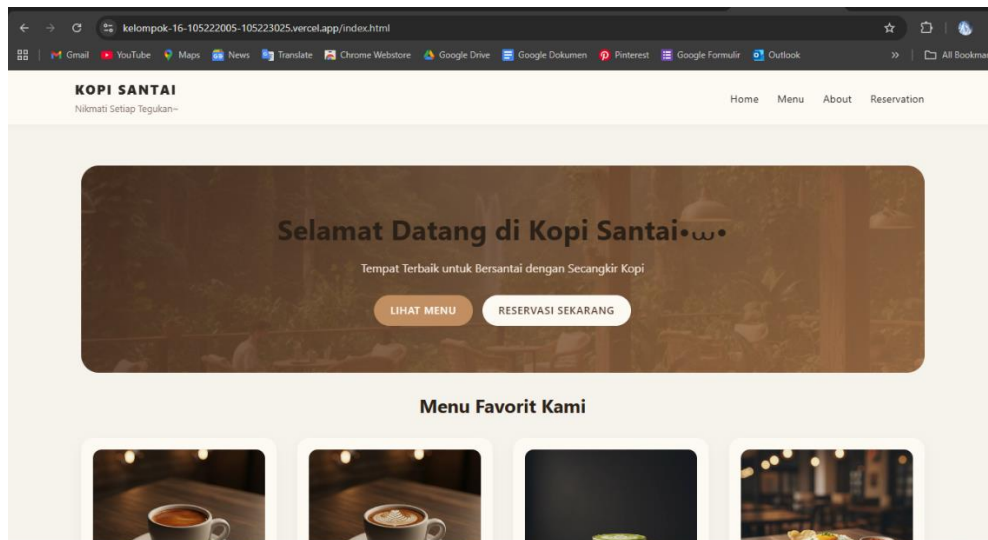 kelompok-16-105222005-105223025.vercel.app/index.html
Gmail YouTube Maps News Translate Chrome Webstore Google Drive Google Dokumen Pinterest Google Formulir Outlook » All Bookmar
KOPI SANTAI
Nikmati Setiap Tegukan~
Home Menu About Reservation
Selamat Datang di Kopi Santai•ω•
Tempat Terbaik untuk Bersantai dengan Secangkir Kopi
LIHAT MENU RESERVASI SEKARANG
Menu Favorit Kami